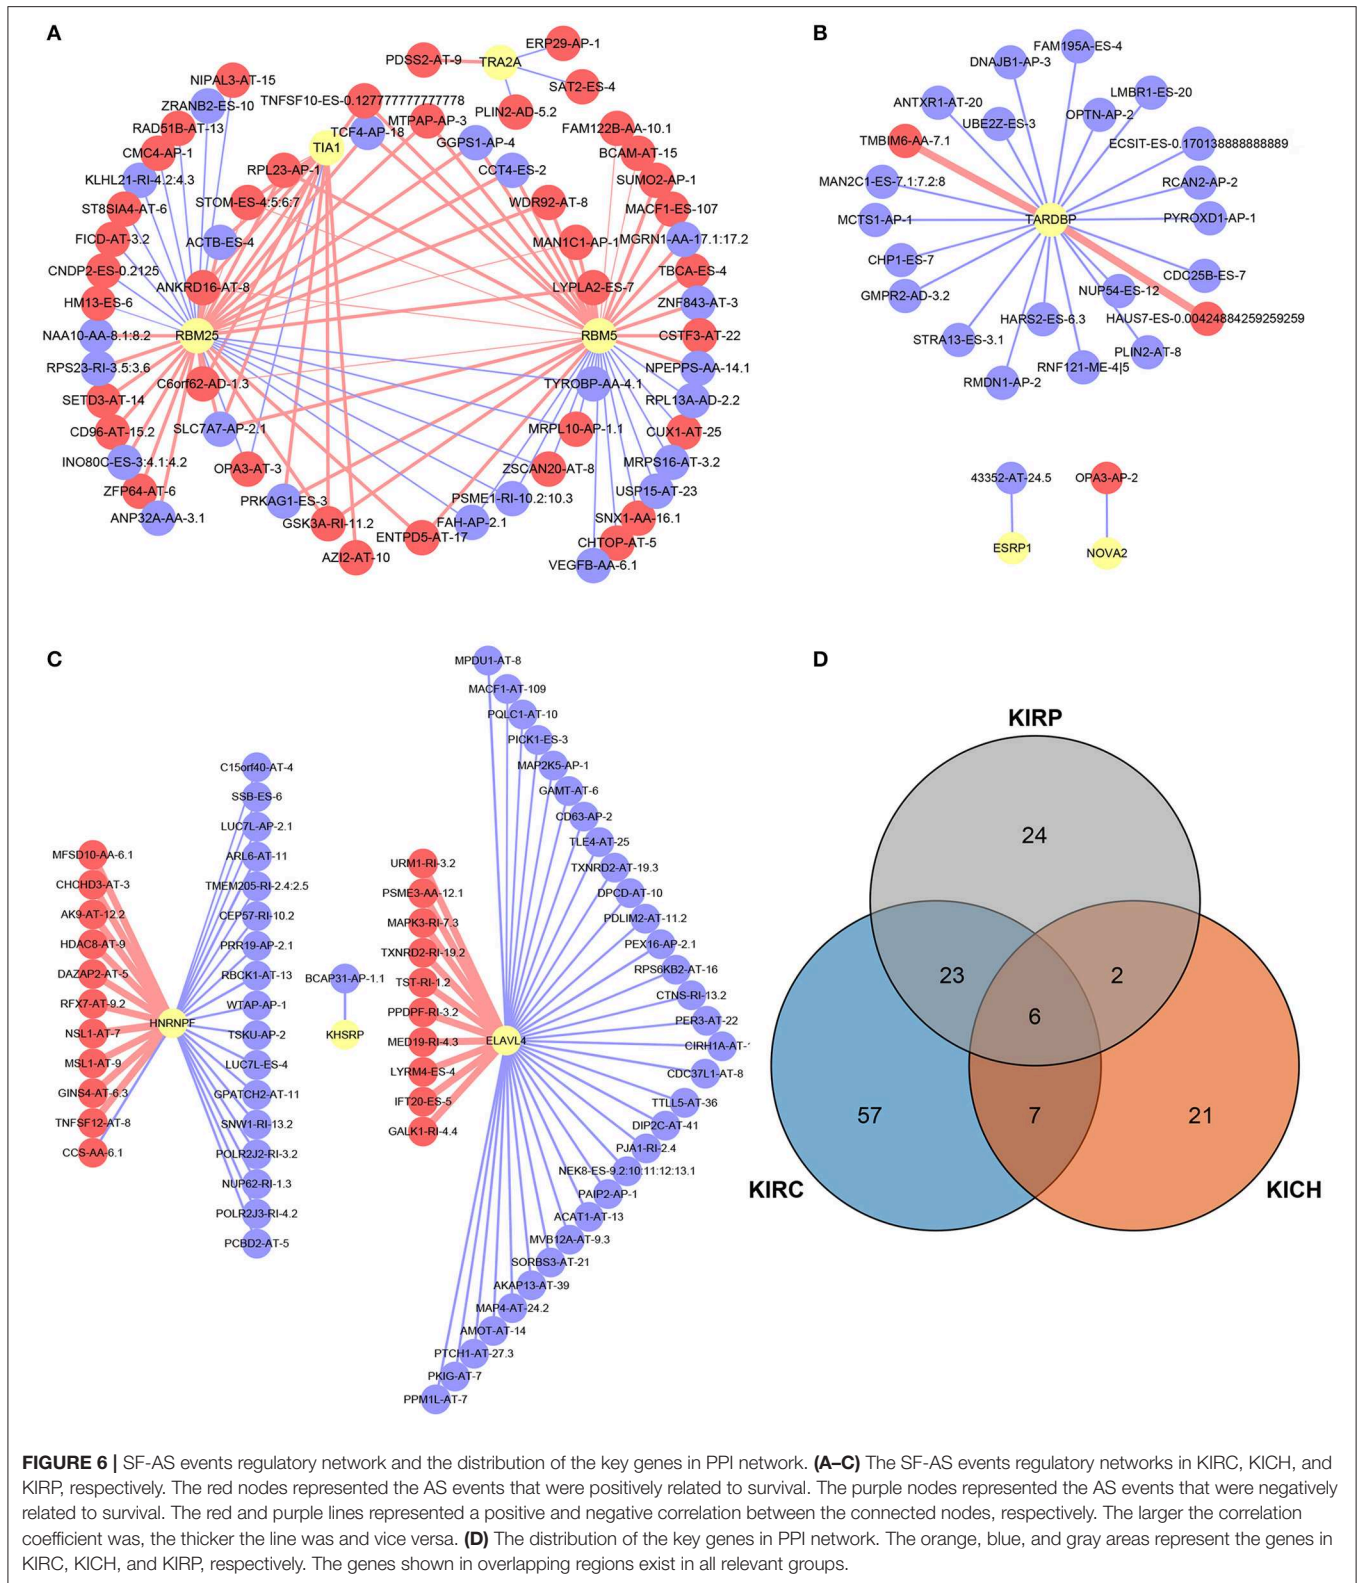 A
ERP29-AP-1
PDSS2-AT-9
TRA2A
NIPAL3-AT-15
SAT2-ES-4
ZRANB2-ES-10
TNFSF10-ES-0.127777777777778
PLIN2-AD-5.2
RAD51B-AT-13
MTPAP-AP-3
TCF4-AP-18
FAM122B-AA-10.1
GGPS1-AP-4
TIA1
CMC4-AP-1
BCAM-AT-15
RPL23-AP-1
CCT4-ES-2
KLHL21-RI-4.2:4.3
SUMO2-AP-1
STOM-ES-4:5:6:7
WDR92-AT-8
ST8SIA4-AT-6
MACF1-ES-107
FICD-AT-3.2
ACTB-ES-4
MAN1C1-AP-1
MGRN1-AA-17.1:17.2
CNDP2-ES-0.2125
TBCA-ES-4
ANKRD16-AT-8
LYPLA2-ES-7
HM13-ES-6
ZNF843-AT-3
NAA10-AA-8.1:8.2
RBM25
RBM5
CSTF3-AT-22
RPS23-RI-3.5:3.6
NPEPPS-AA-14.1
C6orf62-AD-1.3
TYROBP-AA-4.1
SETD3-AT-14
RPL13A-AD-2.2
CD96-AT-15.2
SLC7A7-AP-2.1
MRPL10-AP-1.1
CUX1-AT-25
INO80C-ES-3:4.1:4.2
OPA3-AT-3
ZSCAN20-AT-8
MRPS16-AT-3.2
ZFP64-AT-6
PRKAG1-ES-3
PSME1-RI-10.2:10.3
USP15-AT-23
ANP32A-AA-3.1
GSK3A-RI-11.2
FAH-AP-2.1
SNX1-AA-16.1
ENTPD5-AT-17
CHTOP-AT-5
AZI2-AT-10
VEGFB-AA-6.1
B
FAM195A-ES-4
DNAJB1-AP-3
LMBR1-ES-20
ANTXR1-AT-20
OPTN-AP-2
UBE2Z-ES-3
TMBIM6-AA-7.1
ECSIT-ES-0.170138888888889
MAN2C1-ES-7.1:7.2:8
RCAN2-AP-2
MCTS1-AP-1
TARDBP
PYROXD1-AP-1
CHP1-ES-7
CDC25B-ES-7
GMPR2-AD-3.2
NUP54-ES-12
HARS2-ES-6.3
HAUS7-ES-0.00424884259259259
STRA13-ES-3.1
PLIN2-AT-8
RNF121-ME-4|5
RMDN1-AP-2
43352-AT-24.5
OPA3-AP-2
ESRP1
NOVA2
C
MFSD10-AA-6.1
CHCHD3-AT-3
AK9-AT-12.2
HDAC8-AT-9
DAZAP2-AT-5
RFX7-AT-9.2
NSL1-AT-7
MSL1-AT-9
GINS4-AT-6.3
TNFSF12-AT-8
CCS-AA-6.1
HNRNPF
C15orf40-AT-4
SSB-ES-6
LUC7L-AP-2.1
ARL6-AT-11
TMEM205-RI-2.4:2.5
CEP57-RI-10.2
PRR19-AP-2.1
RBCK1-AT-13
WTAP-AP-1
TSKU-AP-2
LUC7L-ES-4
GPATCH2-AT-11
SNW1-RI-13.2
POLR2J2-RI-3.2
NUP62-RI-1.3
POLR2J3-RI-4.2
PCBD2-AT-5
BCAP31-AP-1.1
KHSRP
URM1-RI-3.2
PSME3-AA-12.1
MAPK3-RI-7.3
TXNRD2-RI-19.2
TST-RI-1.2
PPDPF-RI-3.2
MED19-RI-4.3
LYRM4-ES-4
IFT20-ES-5
GALK1-RI-4.4
ELAVL4
MPDU1-AT-8
MACF1-AT-109
PQLC1-AT-10
PICK1-ES-3
MAP2K5-AP-1
GAMT-AT-6
CD63-AP-2
TLE4-AT-25
TXNRD2-AT-19.3
DPCD-AT-10
PDLIM2-AT-11.2
PEX16-AP-2.1
RPS6KB2-AT-16
CTNS-RI-13.2
PER3-AT-22
CIRH1A-AT-
CDC37L1-AT-8
TTLL5-AT-36
DIP2C-AT-41
PJA1-RI-2.4
NEK8-ES-9.2:10:11:12:13.1
PAIP2-AP-1
ACAT1-AT-13
MVB12A-AT-9.3
SORBS3-AT-21
AKAP13-AT-39
MAP4-AT-24.2
AMOT-AT-14
PTCH1-AT-27.3
PKIG-AT-7
PPM1L-AT-7
D
KIRP
24
23
2
6
57
7
21
KIRC
KICH
FIGURE 6 | SF-AS events regulatory network and the distribution of the key genes in PPI network. (A–C) The SF-AS events regulatory networks in KIRC, KICH, and
KIRP, respectively. The red nodes represented the AS events that were positively related to survival. The purple nodes represented the AS events that were negatively
related to survival. The red and purple lines represented a positive and negative correlation between the connected nodes, respectively. The larger the correlation
coefficient was, the thicker the line was and vice versa. (D) The distribution of the key genes in PPI network. The orange, blue, and gray areas represent the genes in
KIRC, KICH, and KIRP, respectively. The genes shown in overlapping regions exist in all relevant groups.